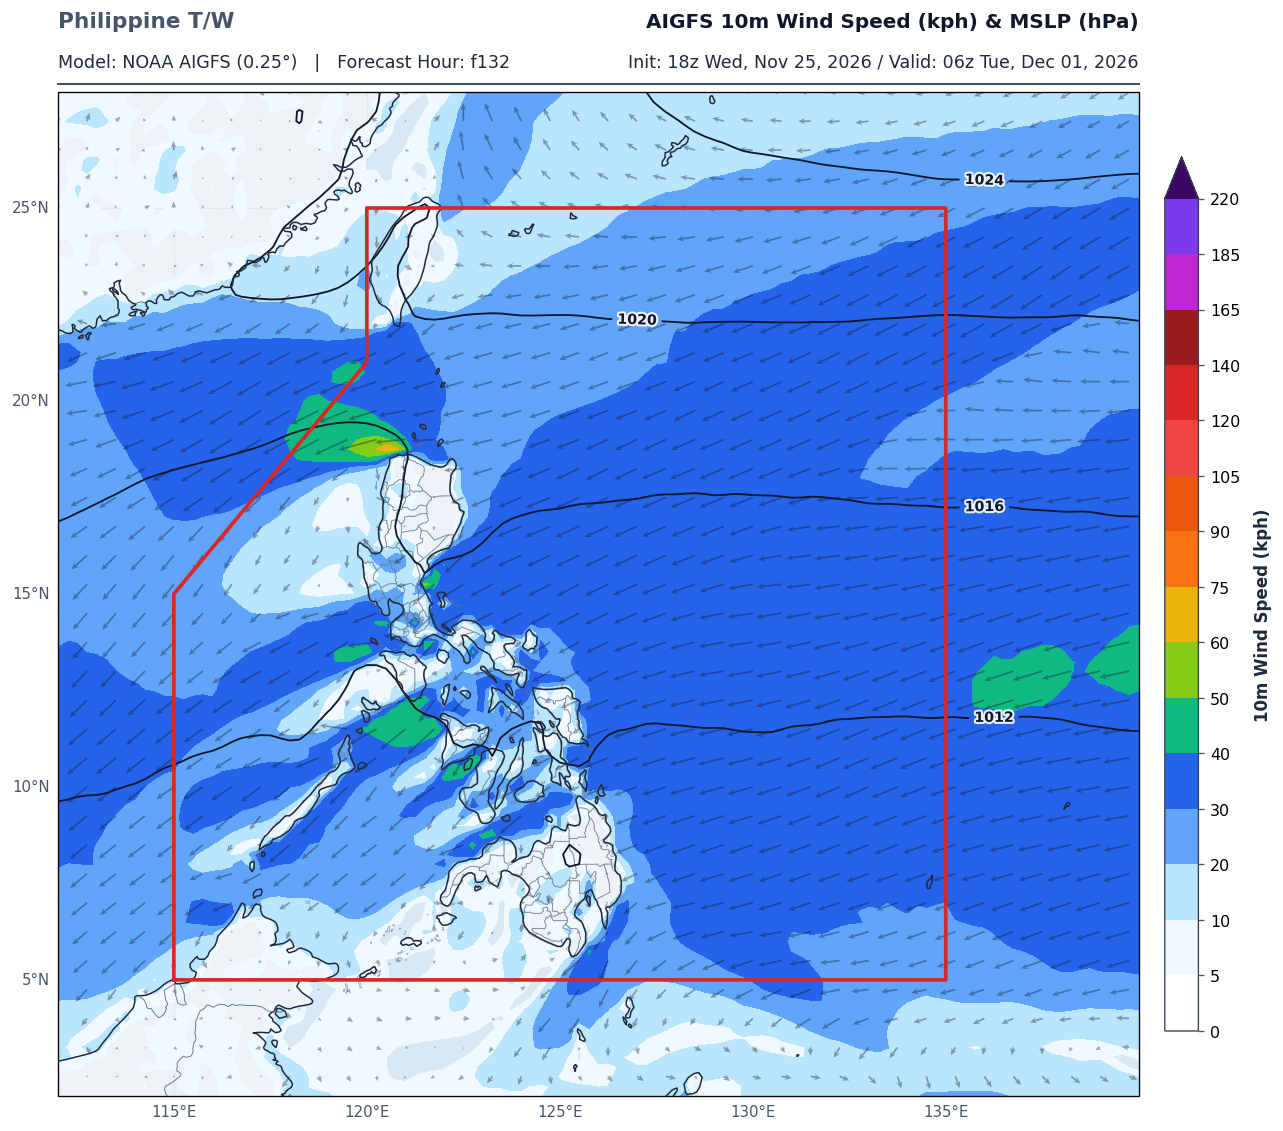 Philippine T/W
AIGFS 10m Wind Speed (kph) & MSLP (hPa)
Model: NOAA AIGFS (0.25°) | Forecast Hour: f132
Init: 18z Wed, Nov 25, 2026 / Valid: 06z Tue, Dec 01, 2026
1024
1020
1016
1012
25°N
20°N
15°N
10°N
5°N
115°E
120°E
125°E
130°E
135°E
220
185
165
140
120
105
90
75
60
50
40
30
20
10
5
0
10m Wind Speed (kph)